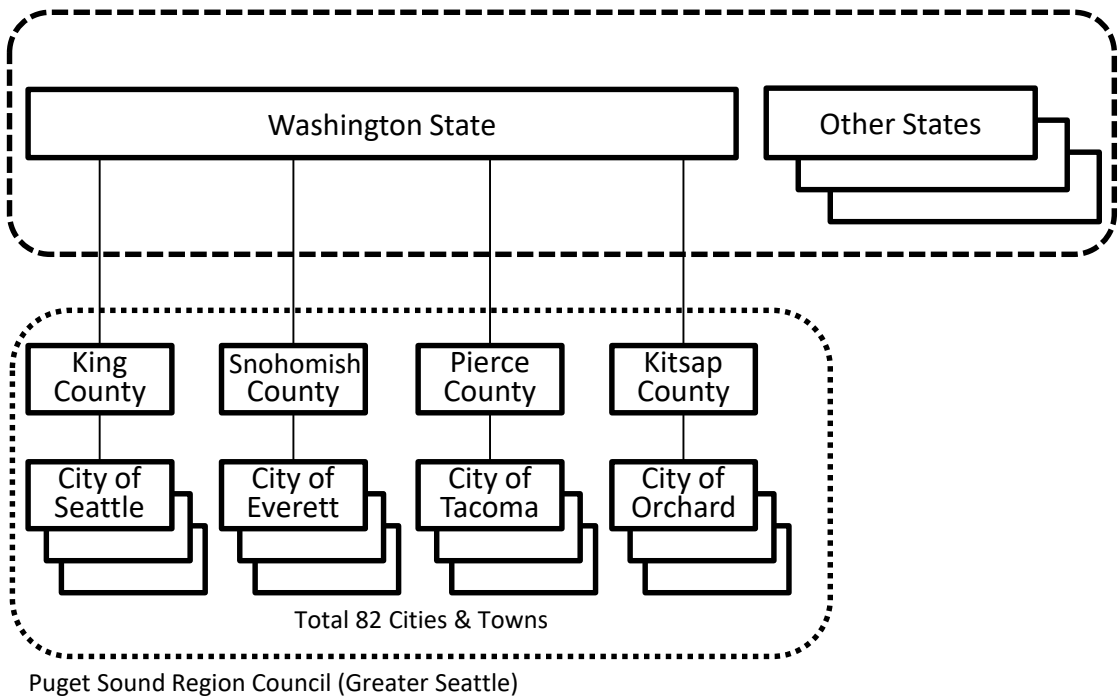 Washington State
Other States
King
County
Snohomish
County
Pierce
County
Kitsap
County
City of
Seattle
City of
Everett
City of
Tacoma
City of
Orchard
Total 82 Cities & Towns
Puget Sound Region Council (Greater Seattle)